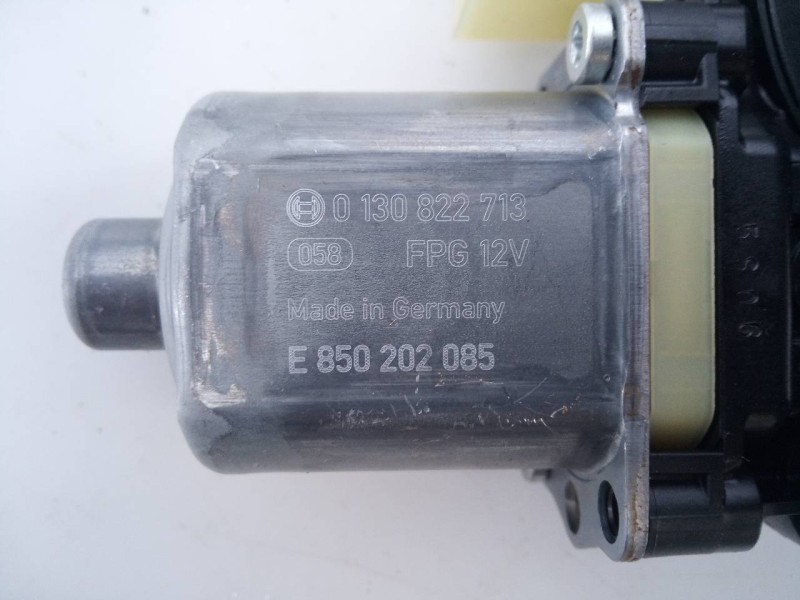 0 130 822 713
058 FPG 12V
Made in Germany
E 850 202 085